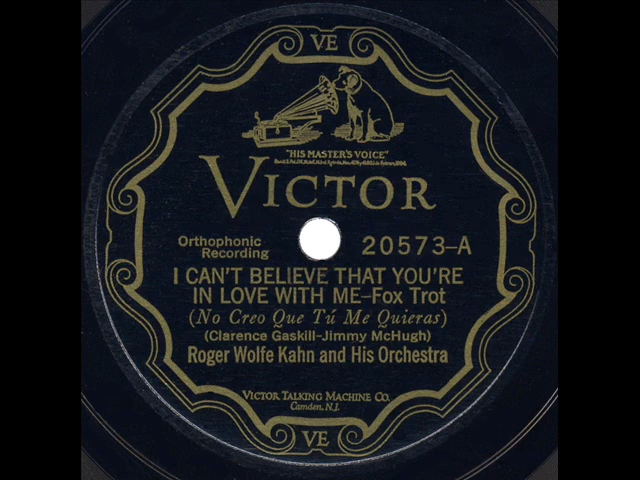 VE
"HIS MASTER'S VOICE"
VICTOR
Orthophonic
Recording
20573-A
I CAN'T BELIEVE THAT YOU'RE
IN LOVE WITH ME–Fox Trot
(No Creo Que Tú Me Quieras)
(Clarence Gaskill-Jimmy McHugh)
Roger Wolfe Kahn and His Orchestra
VICTOR TALKING MACHINE CO.
Camden, N.J.
VE